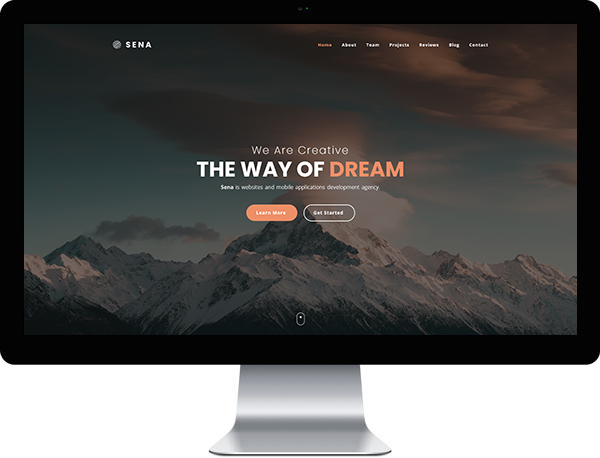 SENA
Home About Team Projects Reviews Blog Contact
We Are Creative
THE WAY OF DREAM
Sena is websites and mobile applications development agency
Learn More Get Started